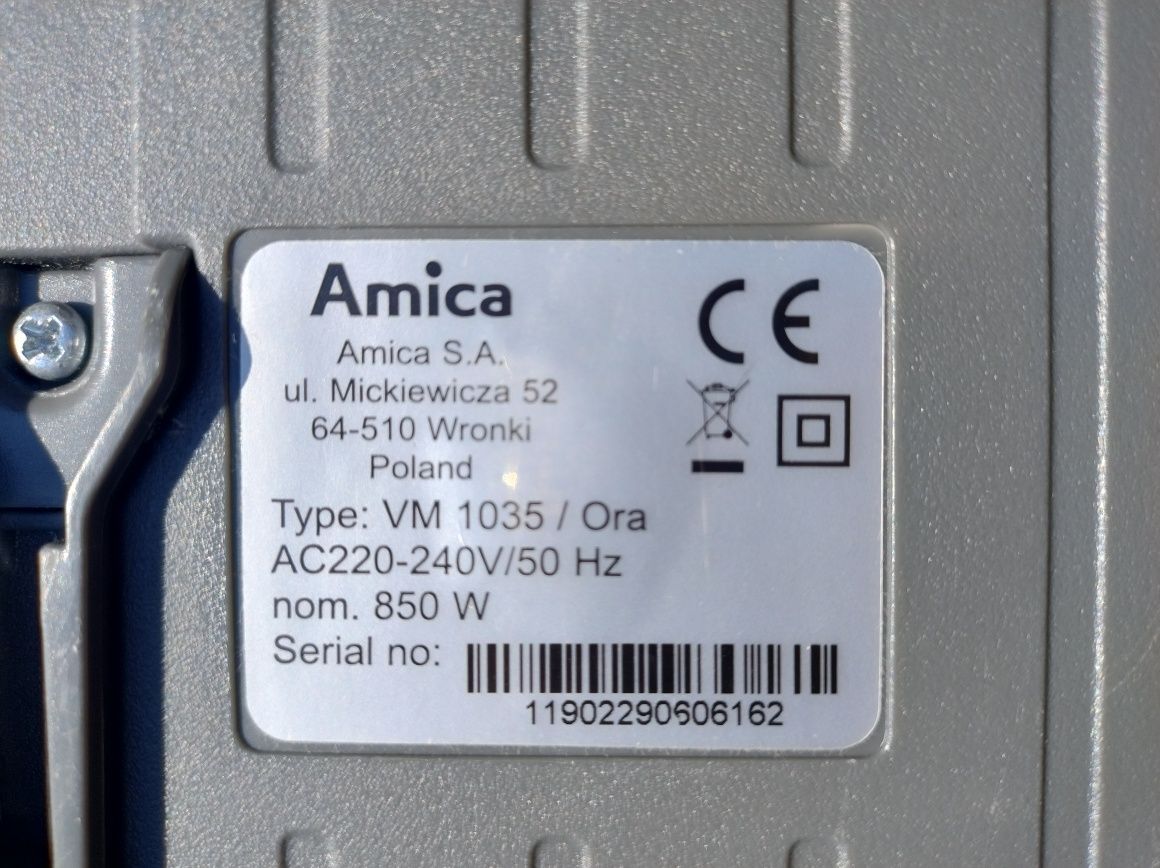 Amica
CE
Amica S.A.
ul. Mickiewicza 52
64-510 Wronki
Poland
Type: VM 1035 / Ora
AC220-240V/50 Hz
nom. 850 W
Serial no:
11902290606162